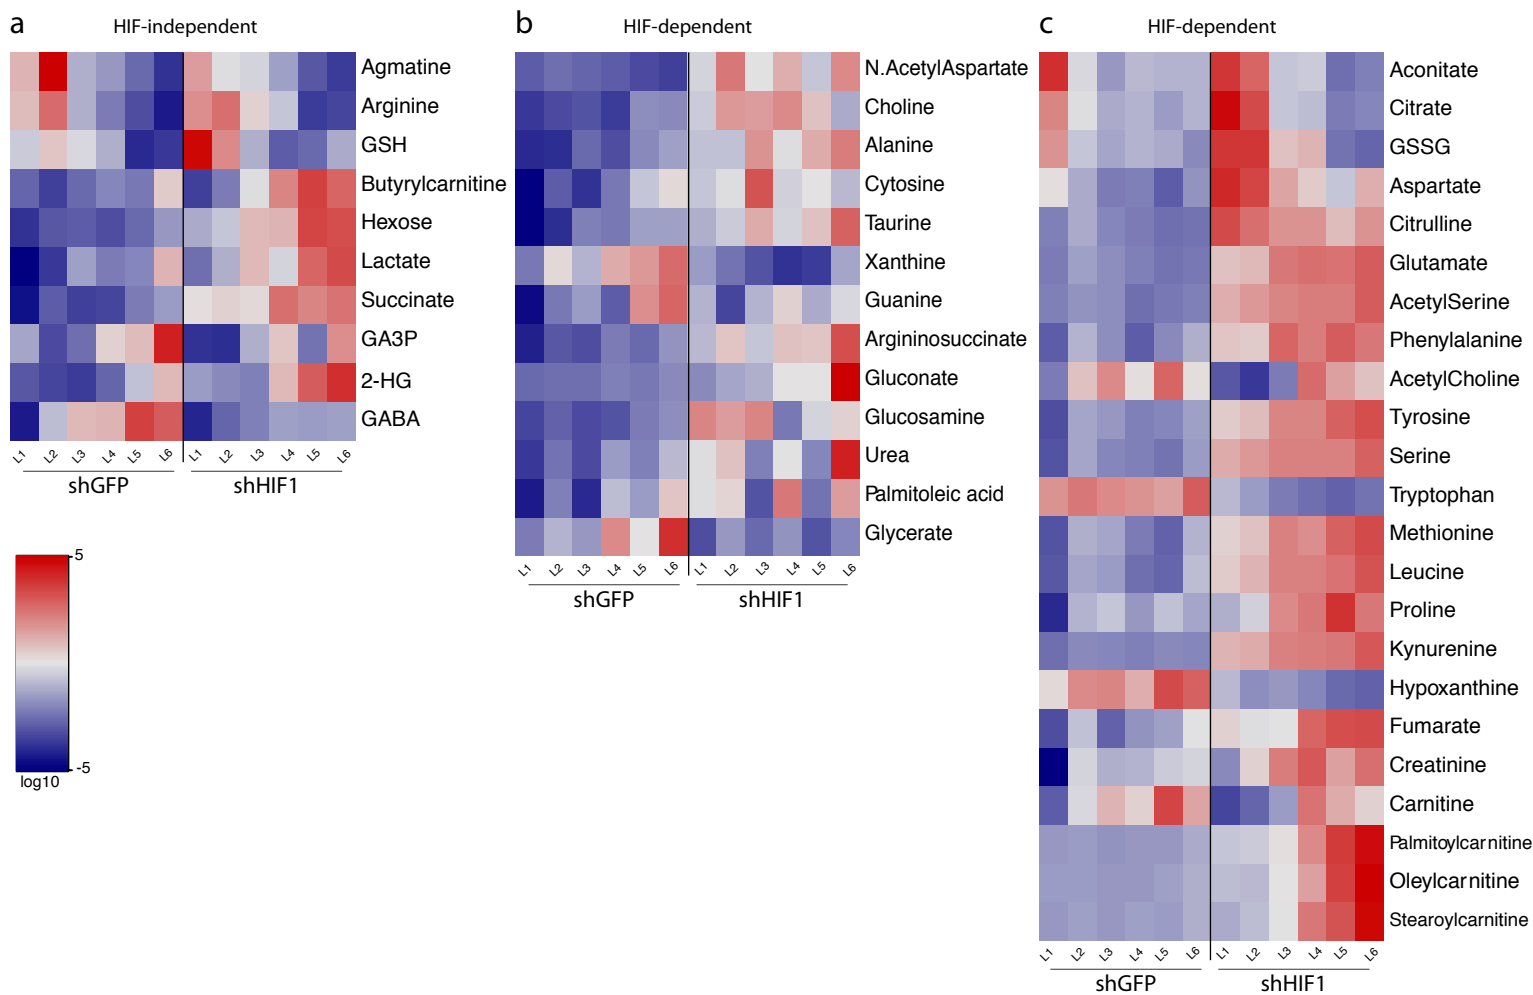 a
HIF-independent
Agmatine
Arginine
GSH
Butyrylcarnitine
Hexose
Lactate
Succinate
GA3P
2-HG
GABA
L1 L2 L3 L4 L5 L6 L1 L2 L3 L4 L5 L6
shGFP shHIF1
5
-5
log10
b
HIF-dependent
N.AcetylAspartate
Choline
Alanine
Cytosine
Taurine
Xanthine
Guanine
Argininosuccinate
Gluconate
Glucosamine
Urea
Palmitoleic acid
Glycerate
L1 L2 L3 L4 L5 L6 L1 L2 L3 L4 L5 L6
shGFP shHIF1
c
HIF-dependent
Aconitate
Citrate
GSSG
Aspartate
Citrulline
Glutamate
AcetylSerine
Phenylalanine
AcetylCholine
Tyrosine
Serine
Tryptophan
Methionine
Leucine
Proline
Kynurenine
Hypoxanthine
Fumarate
Creatinine
Carnitine
Palmitoylcarnitine
Oleylcarnitine
Stearoylcarnitine
L1 L2 L3 L4 L5 L6 L1 L2 L3 L4 L5 L6
shGFP shHIF1